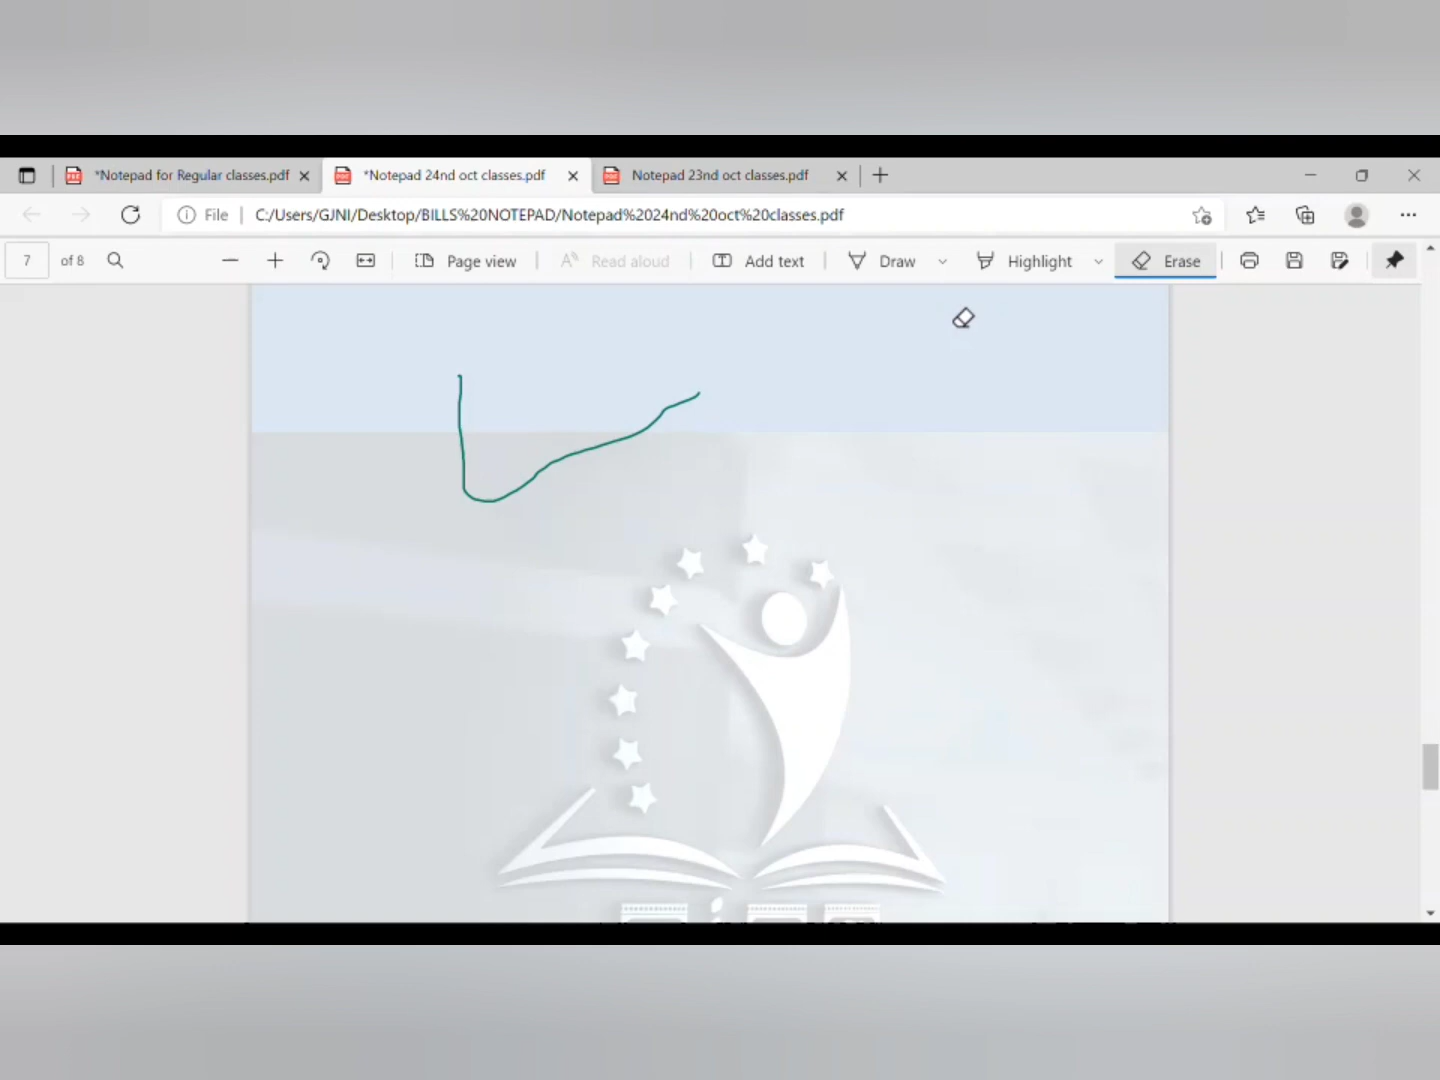 *Notepad for Regular classes.pdf *Notepad 24nd oct classes.pdf Notepad 23nd oct classes.pdf
File C:/Users/GJNI/Desktop/BILLS%20NOTEPAD/Notepad%2024nd%20oct%20classes.pdf
7 of 8 Page view Read aloud Add text Draw Highlight Erase